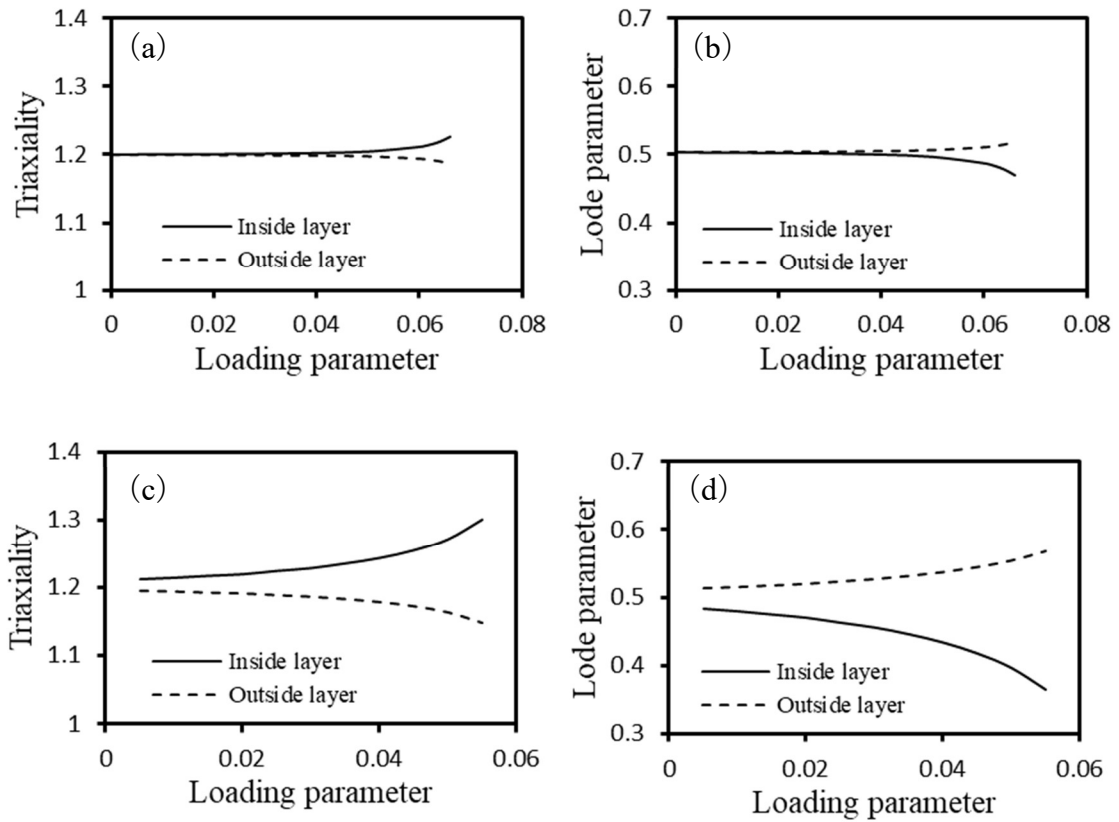 (a)
1.4
1.3
1.2
1.1
1
Triaxiality
Inside layer
Outside layer
0 0.02 0.04 0.06 0.08
Loading parameter
(b)
0.7
0.6
0.5
0.4
0.3
Lode parameter
Inside layer
Outside layer
0 0.02 0.04 0.06 0.08
Loading parameter
(c)
1.4
1.3
1.2
1.1
1
Triaxiality
Inside layer
Outside layer
0 0.02 0.04 0.06
Loading parameter
(d)
0.7
0.6
0.5
0.4
0.3
Lode parameter
Inside layer
Outside layer
0 0.02 0.04 0.06
Loading parameter